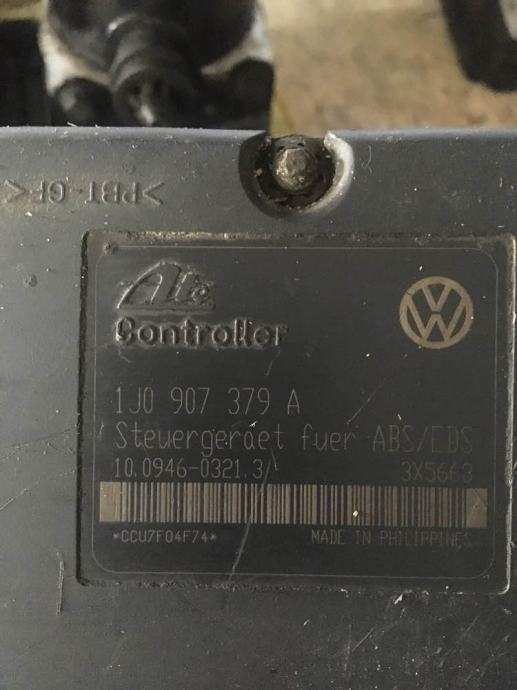 >PBT-GF<
Ate
Controller
VW
1J0 907 379 A
Steuergeraet fuer ABS/EDS
10.0946-0321.3 3X5663
*CCU7F04F74* MADE IN PHILIPPINES